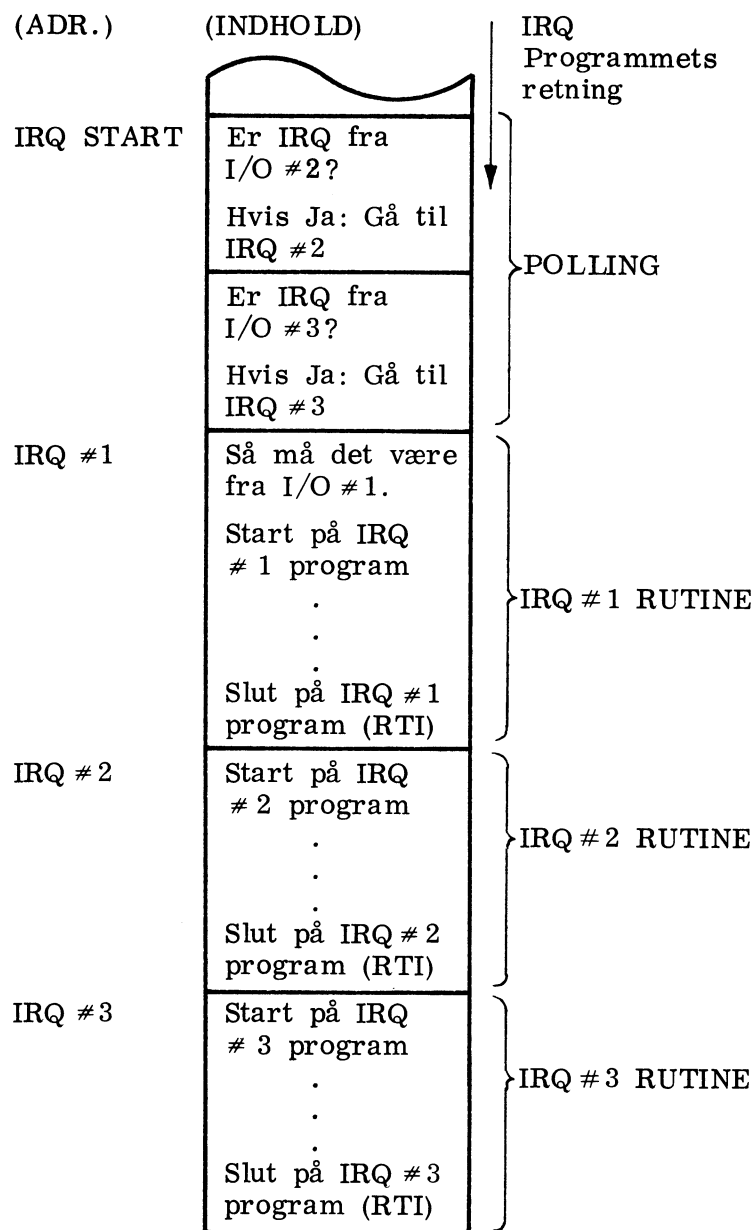 (ADR.) (INDHOLD) IRQ
Programmets
retning
IRQ START
Er IRQ fra
I/O #2?
Hvis Ja: Gå til
IRQ #2
POLLING
Er IRQ fra
I/O #3?
Hvis Ja: Gå til
IRQ #3
IRQ #1
Så må det være
fra I/O #1.
Start på IRQ
# 1 program
.
.
.
Slut på IRQ #1
program (RTI)
IRQ #1 RUTINE
IRQ #2
Start på IRQ
# 2 program
.
.
.
Slut på IRQ #2
program (RTI)
IRQ #2 RUTINE
IRQ #3
Start på IRQ
# 3 program
.
.
.
Slut på IRQ #3
program (RTI)
IRQ #3 RUTINE